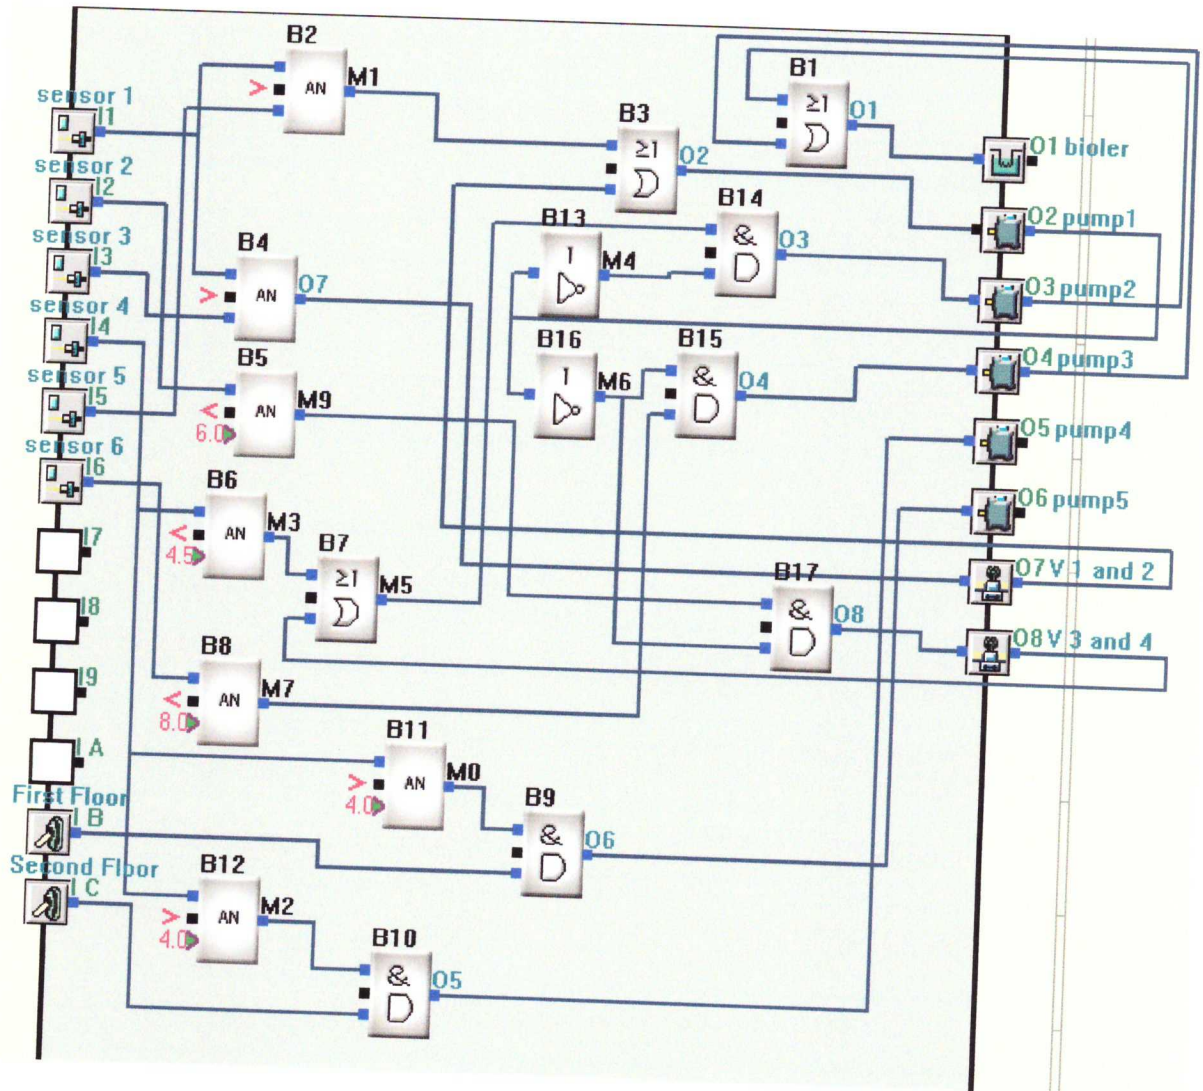 B2
AN
>
M1
sensor 1
I1
sensor 2
I2
sensor 3
I3
sensor 4
I4
sensor 5
I5
sensor 6
I6
I7
I8
I9
I A
First Floor
I B
Second Floor
I C
B1
≥1
O1
B3
≥1
O2
B14
&
O3
B13
1
M4
B4
AN
>
O7
B16
1
M6
B15
&
O4
B5
AN
<
6.0
M9
B6
AN
<
4.5
M3
B7
≥1
M5
B17
&
O8
B8
AN
<
8.0
M7
B11
AN
>
4.0
M0
B9
&
O6
B12
AN
>
4.0
M2
B10
&
O5
O1 bioler
O2 pump1
O3 pump2
O4 pump3
O5 pump4
O6 pump5
O7 V 1 and 2
O8 V 3 and 4